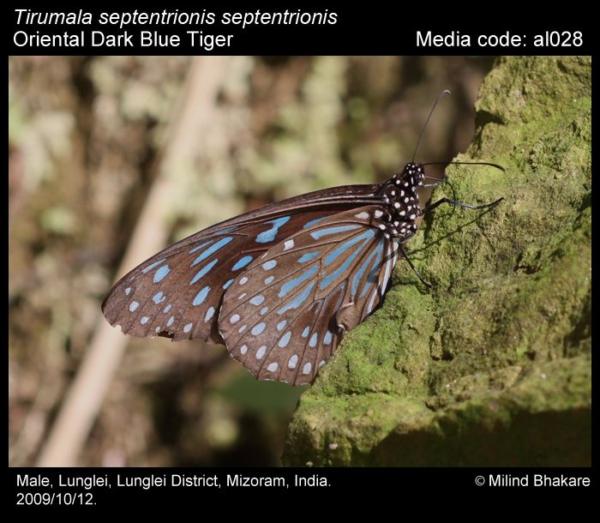 Tirumala septentrionis septentrionis
Oriental Dark Blue Tiger Media code: al028
Male, Lunglei, Lunglei District, Mizoram, India. © Milind Bhakare
2009/10/12.